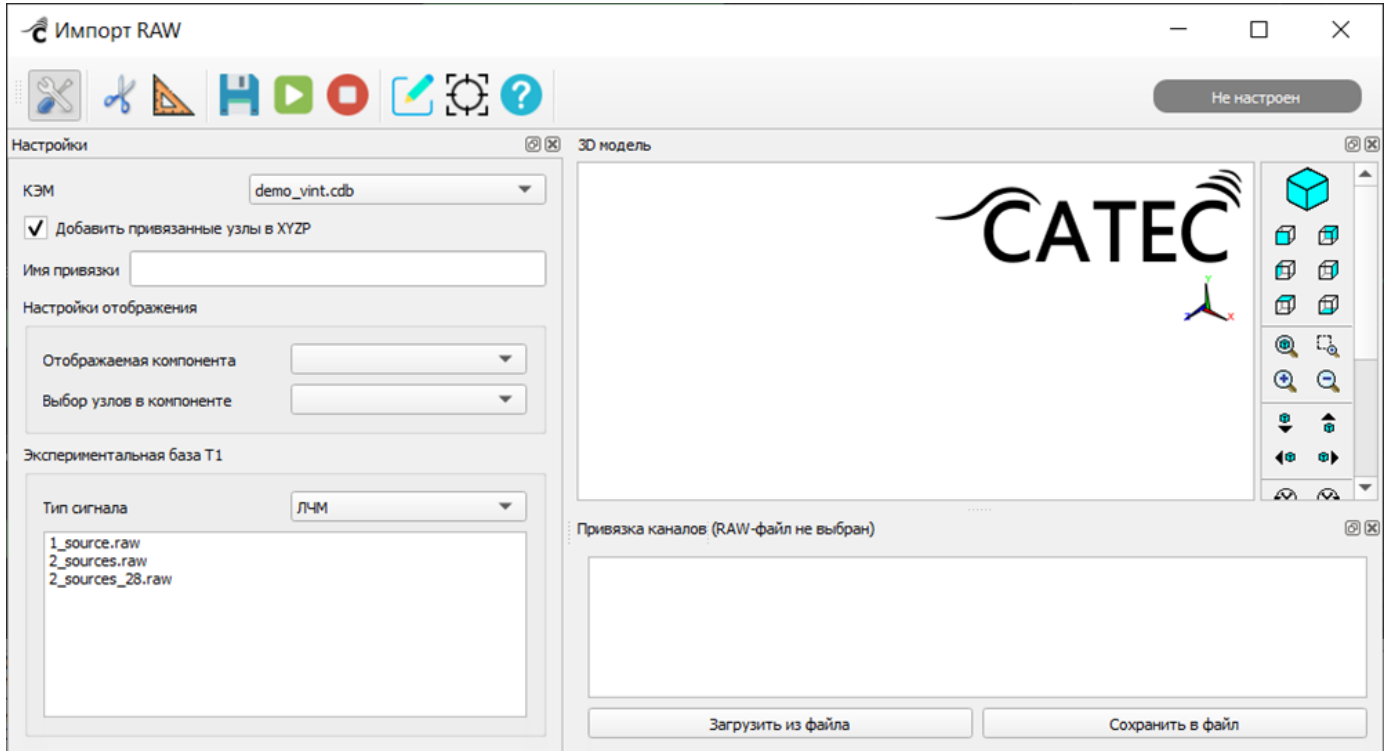 Импорт RAW
Не настроен
Настройки
КЭМ
demo_vint.cdb
Добавить привязанные узлы в XYZP
Имя привязки
Настройки отображения
Отображаемая компонента
Выбор узлов в компоненте
Экспериментальная база T1
Тип сигнала
ЛЧМ
1_source.raw
2_sources.raw
2_sources_28.raw
3D модель
CATEC
Y
Z
X
Привязка каналов (RAW-файл не выбран)
Загрузить из файла
Сохранить в файл